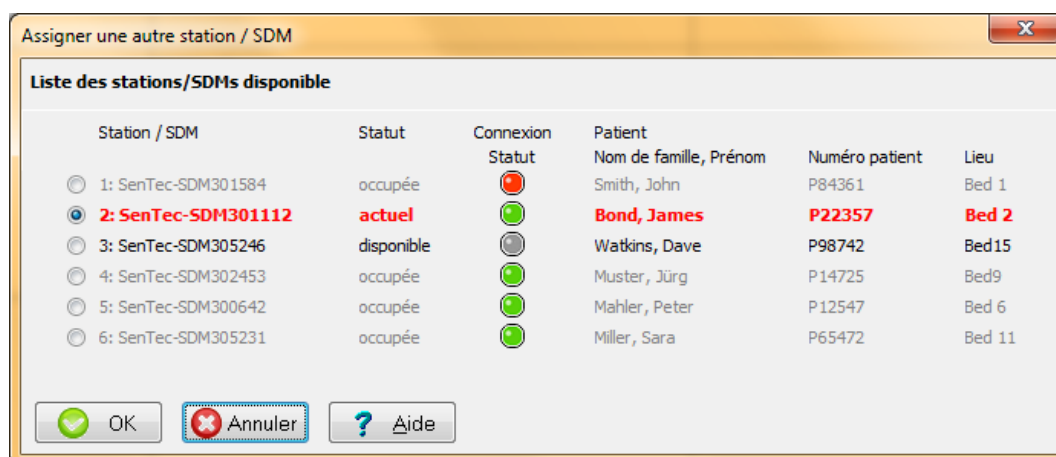 Assigner une autre station / SDM
Liste des stations/SDMs disponible
Station / SDM Statut Connexion Patient
Statut Nom de famille, Prénom Numéro patient Lieu
1: SenTec-SDM301584 occupée Smith, John P84361 Bed 1
2: SenTec-SDM301112 actuel Bond, James P22357 Bed 2
3: SenTec-SDM305246 disponible Watkins, Dave P98742 Bed15
4: SenTec-SDM302453 occupée Muster, Jürg P14725 Bed9
5: SenTec-SDM300642 occupée Mahler, Peter P12547 Bed 6
6: SenTec-SDM305231 occupée Miller, Sara P65472 Bed 11
OK Annuler ? Aide